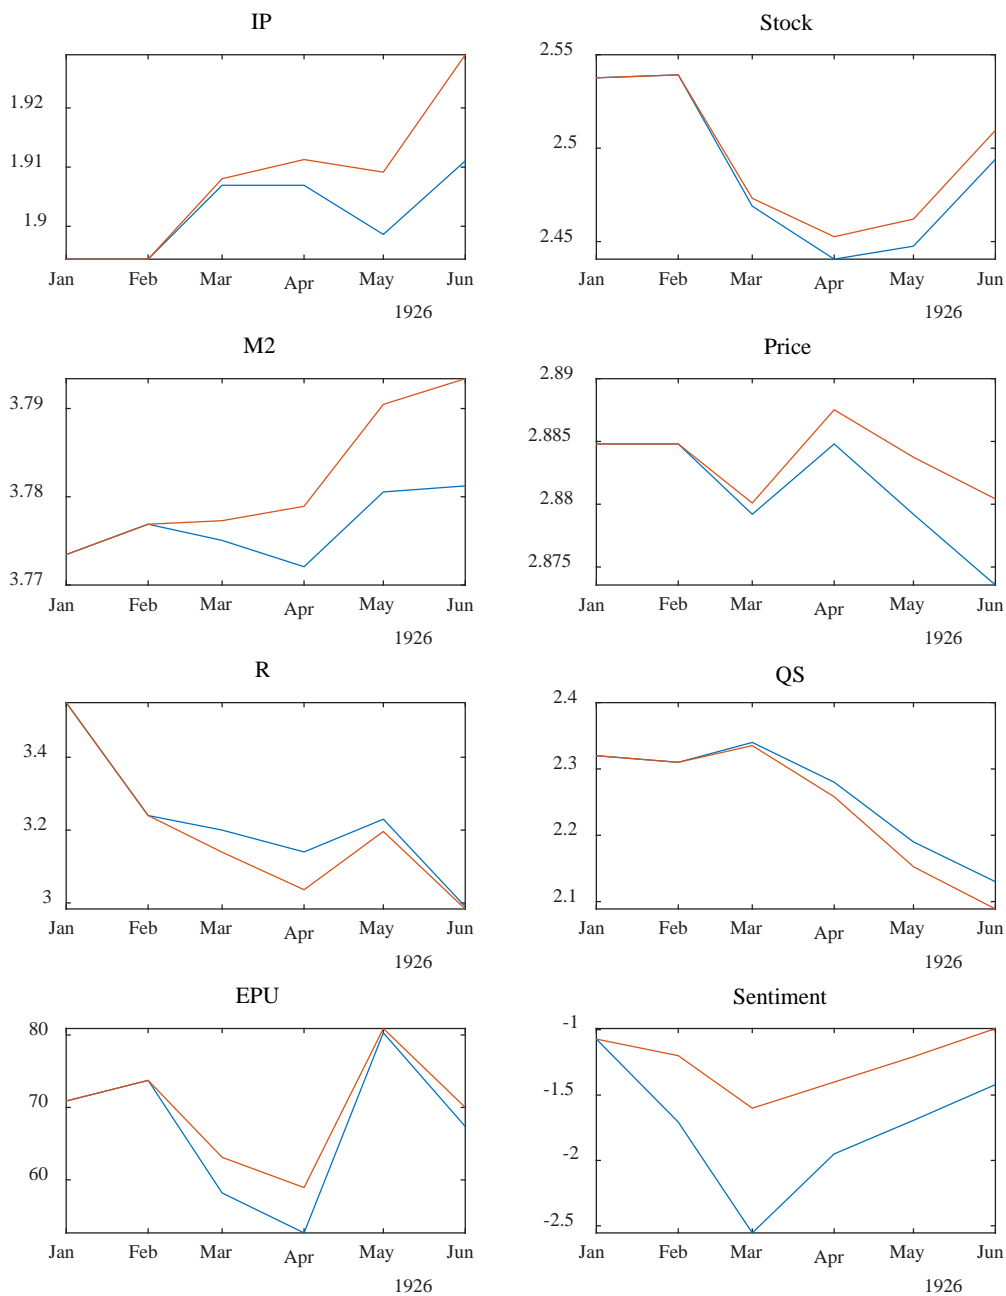 IP
1.92
1.91
1.9
Jan Feb Mar Apr May Jun
1926
Stock
2.55
2.5
2.45
Jan Feb Mar Apr May Jun
1926
M2
3.79
3.78
3.77
Jan Feb Mar Apr May Jun
1926
Price
2.89
2.885
2.88
2.875
Jan Feb Mar Apr May Jun
1926
R
3.4
3.2
3
Jan Feb Mar Apr May Jun
1926
QS
2.4
2.3
2.2
2.1
Jan Feb Mar Apr May Jun
1926
EPU
80
70
60
Jan Feb Mar Apr May Jun
1926
Sentiment
-1
-1.5
-2
-2.5
Jan Feb Mar Apr May Jun
1926